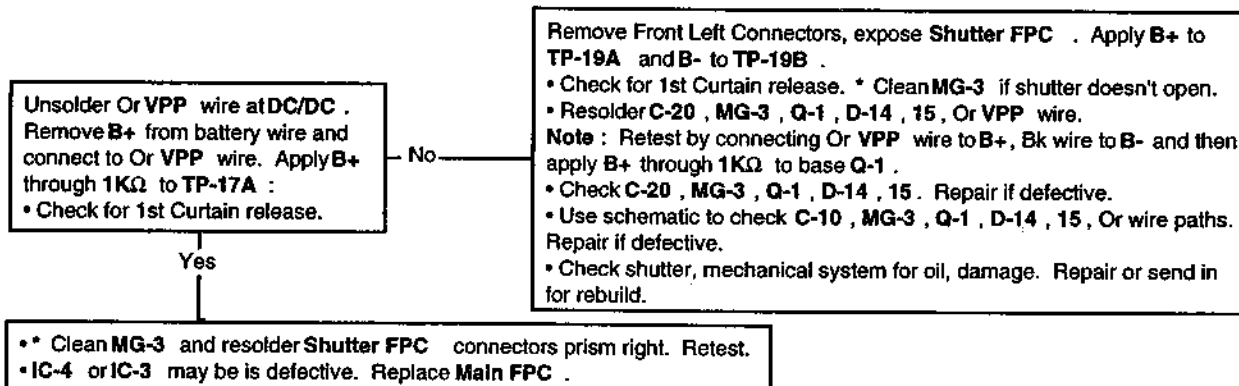 Unsolder Or VPP wire at DC/DC .
Remove B+ from battery wire and
connect to Or VPP wire. Apply B+
through 1KΩ to TP-17A :
• Check for 1st Curtain release.
No
Remove Front Left Connectors, expose Shutter FPC . Apply B+ to
TP-19A and B- to TP-19B .
• Check for 1st Curtain release. * Clean MG-3 if shutter doesn't open.
• Resolder C-20 , MG-3 , Q-1 , D-14 , 15 , Or VPP wire.
Note : Retest by connecting Or VPP wire to B+, Bk wire to B- and then
apply B+ through 1KΩ to base Q-1 .
• Check C-20 , MG-3 , Q-1 , D-14 , 15 . Repair if defective.
• Use schematic to check C-10 , MG-3 , Q-1 , D-14 , 15 , Or wire paths.
Repair if defective.
• Check shutter, mechanical system for oil, damage. Repair or send in
for rebuild.
Yes
• * Clean MG-3 and resolder Shutter FPC connectors prism right. Retest.
• IC-4 or IC-3 may be is defective. Replace Main FPC .